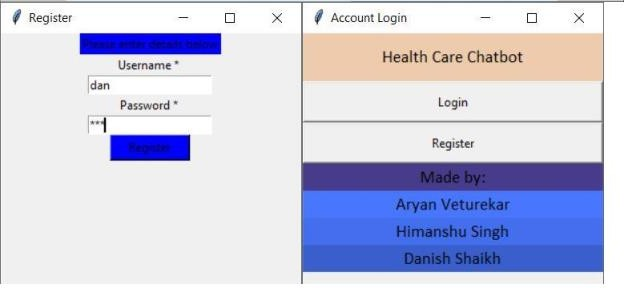 Register
Please enter details below
Username *
dan
Password *
***
Register
Account Login
Health Care Chatbot
Login
Register
Made by:
Aryan Veturekar
Himanshu Singh
Danish Shaikh